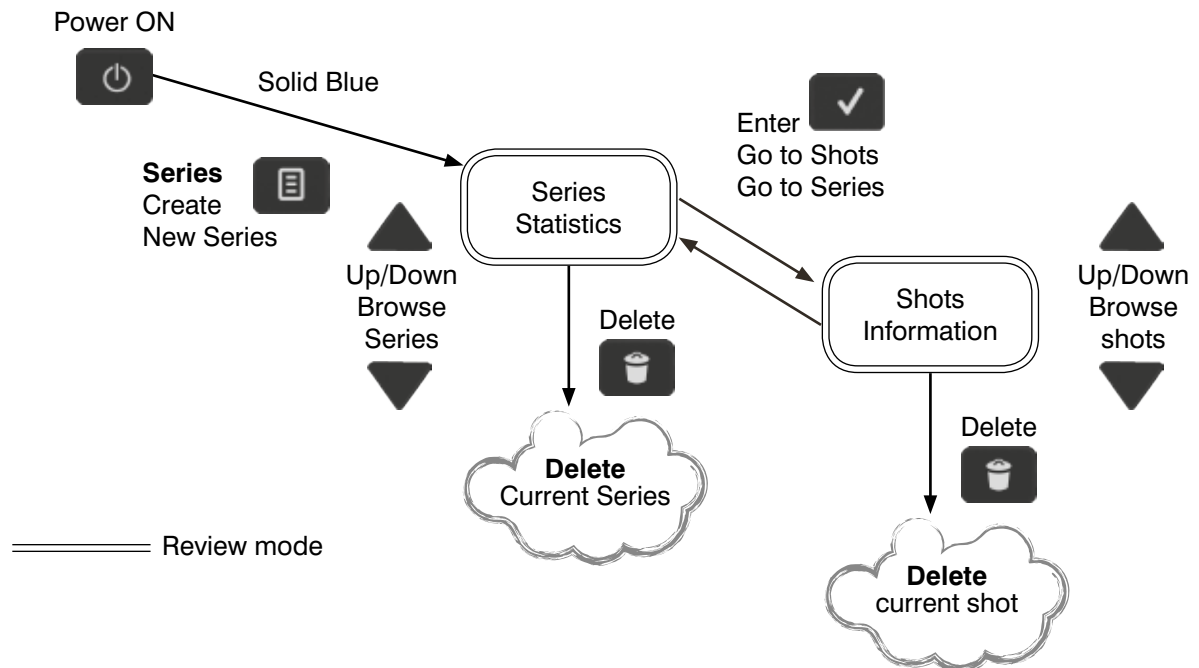 Power ON
Solid Blue
Enter
Go to Shots
Go to Series
Series
Create
New Series
Series
Statistics
Up/Down
Browse
Series
Up/Down
Browse
shots
Shots
Information
Delete
Delete
Current Series
Delete
Delete
current shot
Review mode